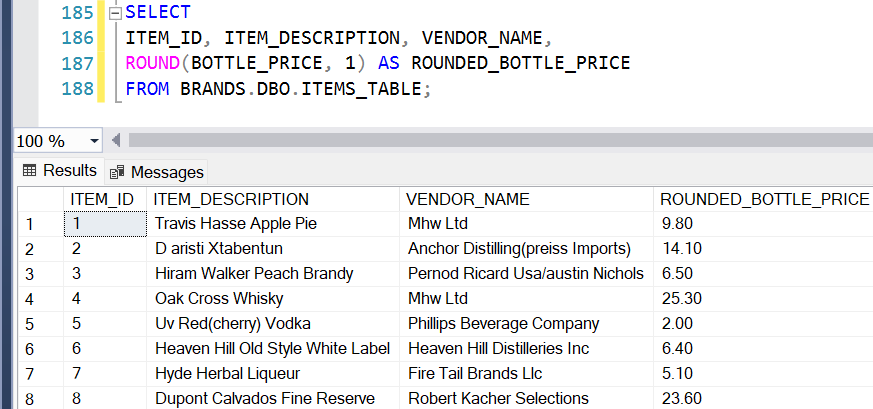 185 SELECT
186 ITEM_ID, ITEM_DESCRIPTION, VENDOR_NAME,
187 ROUND(BOTTLE_PRICE, 1) AS ROUNDED_BOTTLE_PRICE
188 FROM BRANDS.DBO.ITEMS_TABLE;
100 %
Results Messages
ITEM_ID ITEM_DESCRIPTION VENDOR_NAME ROUNDED_BOTTLE_PRICE
1 1 Travis Hasse Apple Pie Mhw Ltd 9.80
2 2 D aristi Xtabentun Anchor Distilling(preiss Imports) 14.10
3 3 Hiram Walker Peach Brandy Pernod Ricard Usa/austin Nichols 6.50
4 4 Oak Cross Whisky Mhw Ltd 25.30
5 5 Uv Red(cherry) Vodka Phillips Beverage Company 2.00
6 6 Heaven Hill Old Style White Label Heaven Hill Distilleries Inc 6.40
7 7 Hyde Herbal Liqueur Fire Tail Brands Llc 5.10
8 8 Dupont Calvados Fine Reserve Robert Kacher Selections 23.60